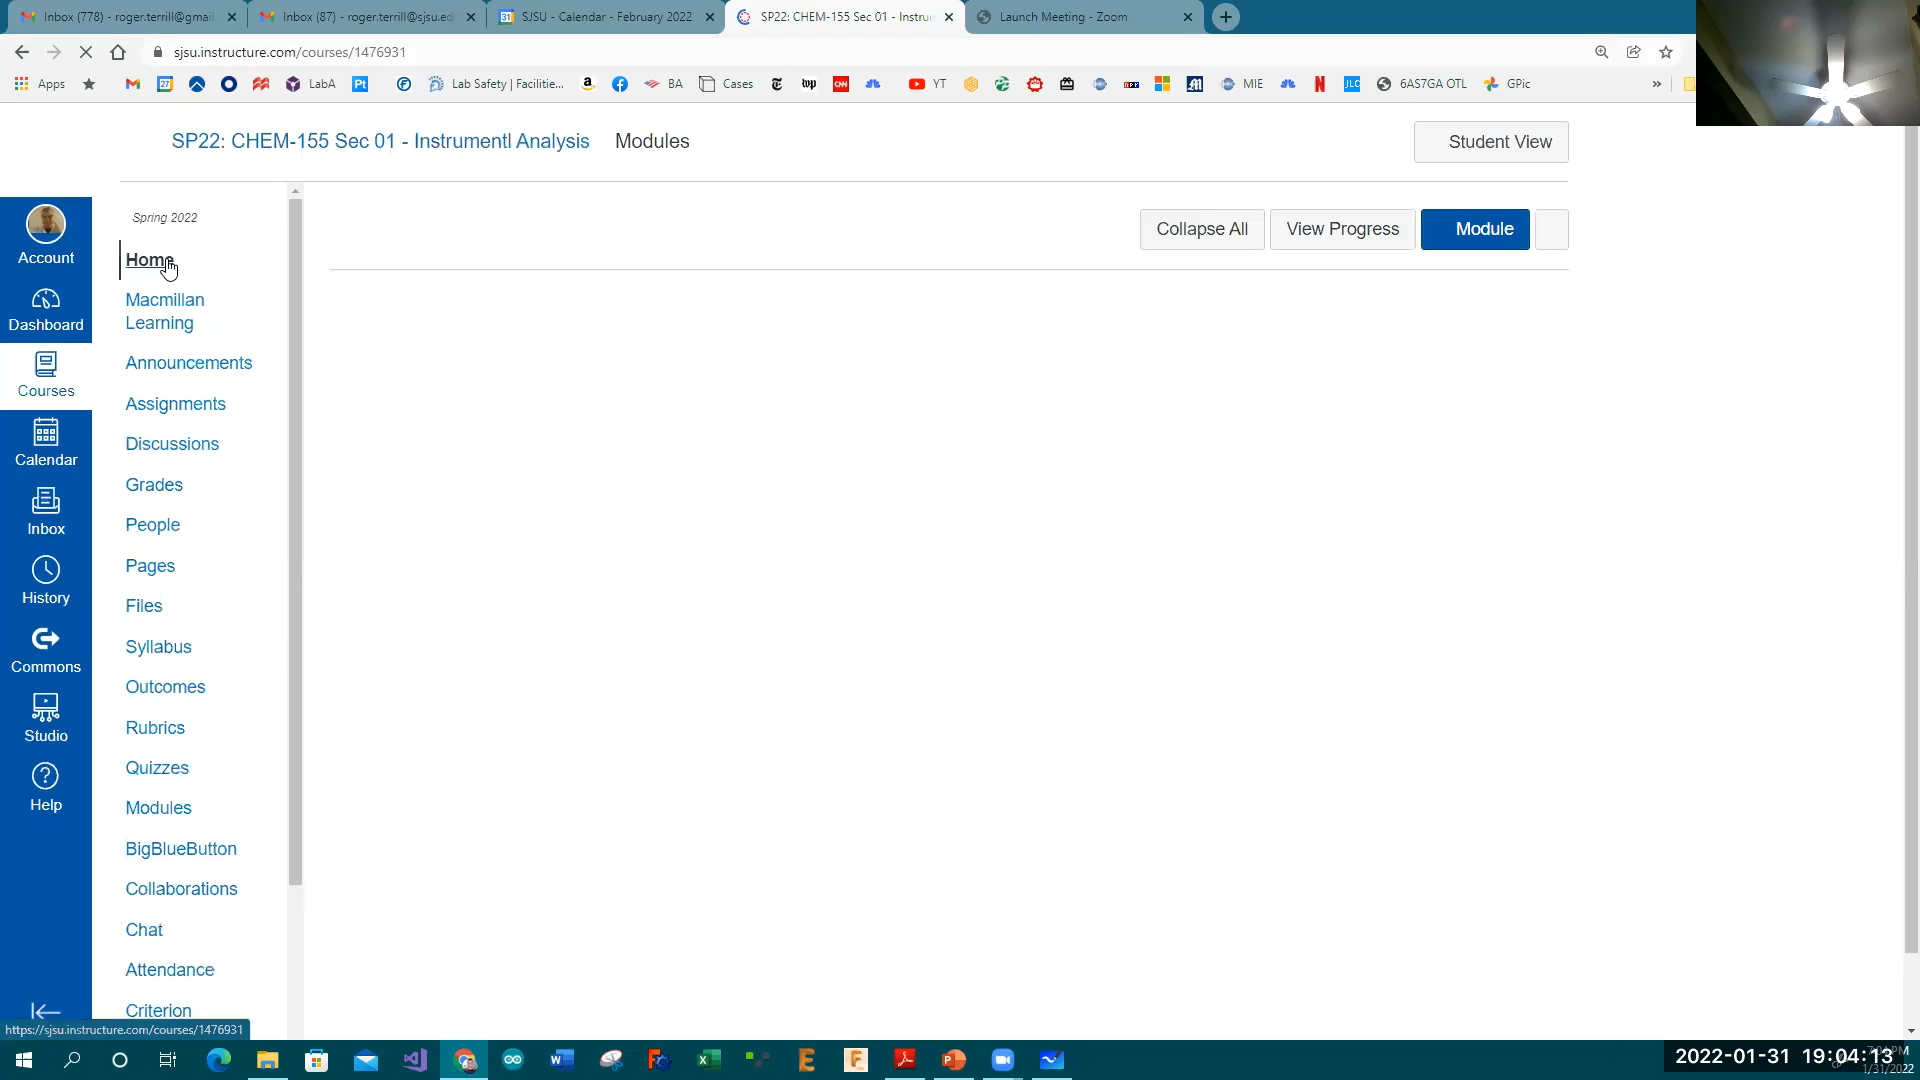 Inbox (778) - roger.terrill@gmail
Inbox (87) - roger.terrill@sjsu.ed
SJSU - Calendar - February 2022
SP22: CHEM-155 Sec 01 - Instru
Launch Meeting - Zoom
sjsu.instructure.com/courses/1476931
Apps
LabA
Lab Safety | Facilitie...
BA
Cases
YT
MIE
6AS7GA OTL
GPic
SP22: CHEM-155 Sec 01 - Instrumentl Analysis Modules
Student View
Spring 2022
Collapse All
View Progress
Module
Account
Dashboard
Courses
Calendar
Inbox
History
Commons
Studio
Help
Home
Macmillan
Learning
Announcements
Assignments
Discussions
Grades
People
Pages
Files
Syllabus
Outcomes
Rubrics
Quizzes
Modules
BigBlueButton
Collaborations
Chat
Attendance
Criterion
https://sjsu.instructure.com/courses/1476931
2022-01-31 19:04:13
1/31/2022